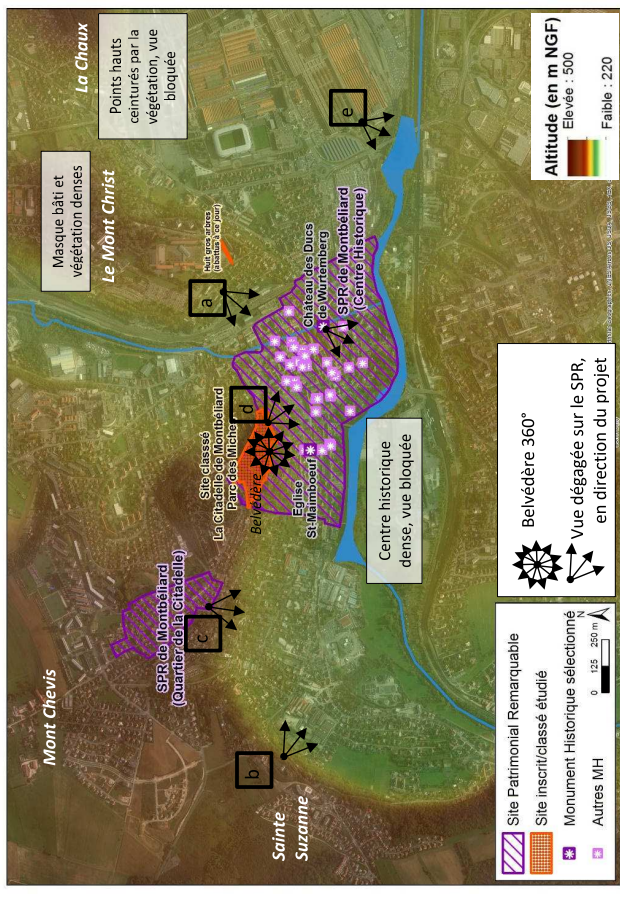 Mont Chevis
Sainte
Suzanne
La Chaux
Le Mont Christ
Points hauts
ceinturés par la
végétation, vue
bloquée
Masque bâti et
végétation denses
Huit gros arbres
(abattus à ce jour)
a
b
c
d
e
SPR de Montbéliard
(Quartier de la Citadelle)
Site classsé
La Citadelle de Montbéliard
Parc des Miches
Belvédère
Eglise
St-Maimboeuf
Château des Ducs
de Wurtemberg
SPR de Montbéliard
(Centre Historique)
Centre historique
dense, vue bloquée
Altitude (en m NGF)
Elevée : 500
Faible : 220
Belvédère 360°
Vue dégagée sur le SPR,
en direction du projet
Site Patrimonial Remarquable
Site inscrit/classé étudié
Monument Historique sélectionné
Autres MH
0 125 250 m
N